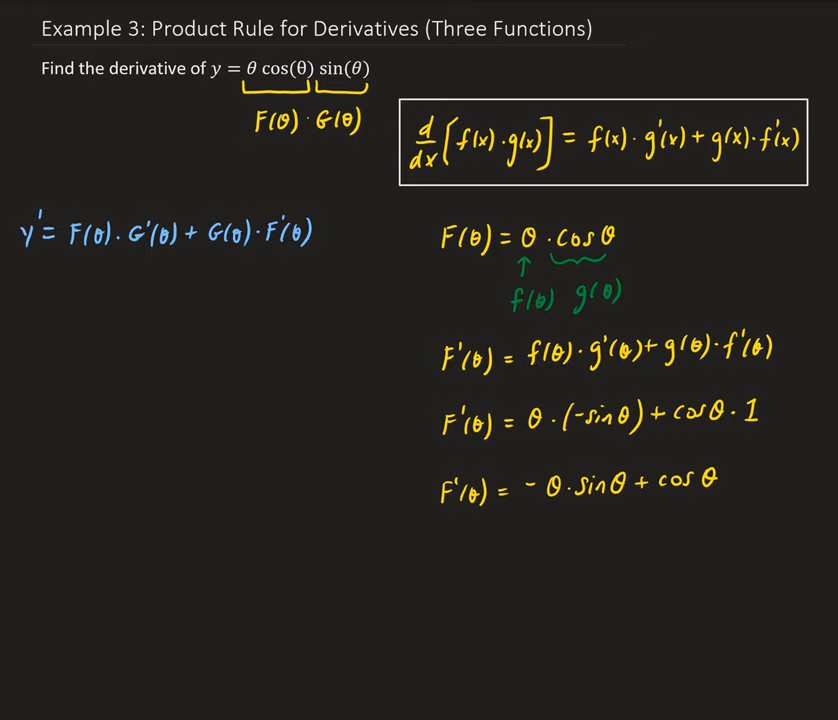 Example 3: Product Rule for Derivatives (Three Functions)
Find the derivative of y = θ cos(θ) sin(θ)
F(θ) · G(θ)
d/dx [f(x) · g(x)] = f(x) · g'(x) + g(x) · f'(x)
y' = F(θ) · G'(θ) + G(θ) · F'(θ)
F(θ) = θ · cos θ
f(θ) g(θ)
F'(θ) = f(θ) · g'(θ) + g(θ) · f'(θ)
F'(θ) = θ · (-sin θ) + cos θ · 1
F'(θ) = - θ · sin θ + cos θ